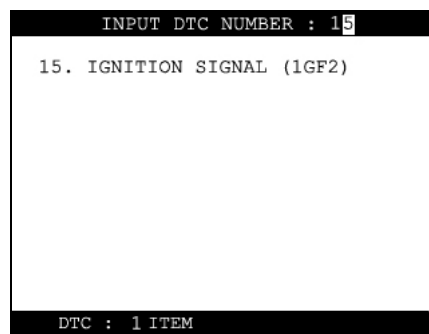 INPUT DTC NUMBER : 15
15. IGNITION SIGNAL (1GF2)
DTC : 1 ITEM